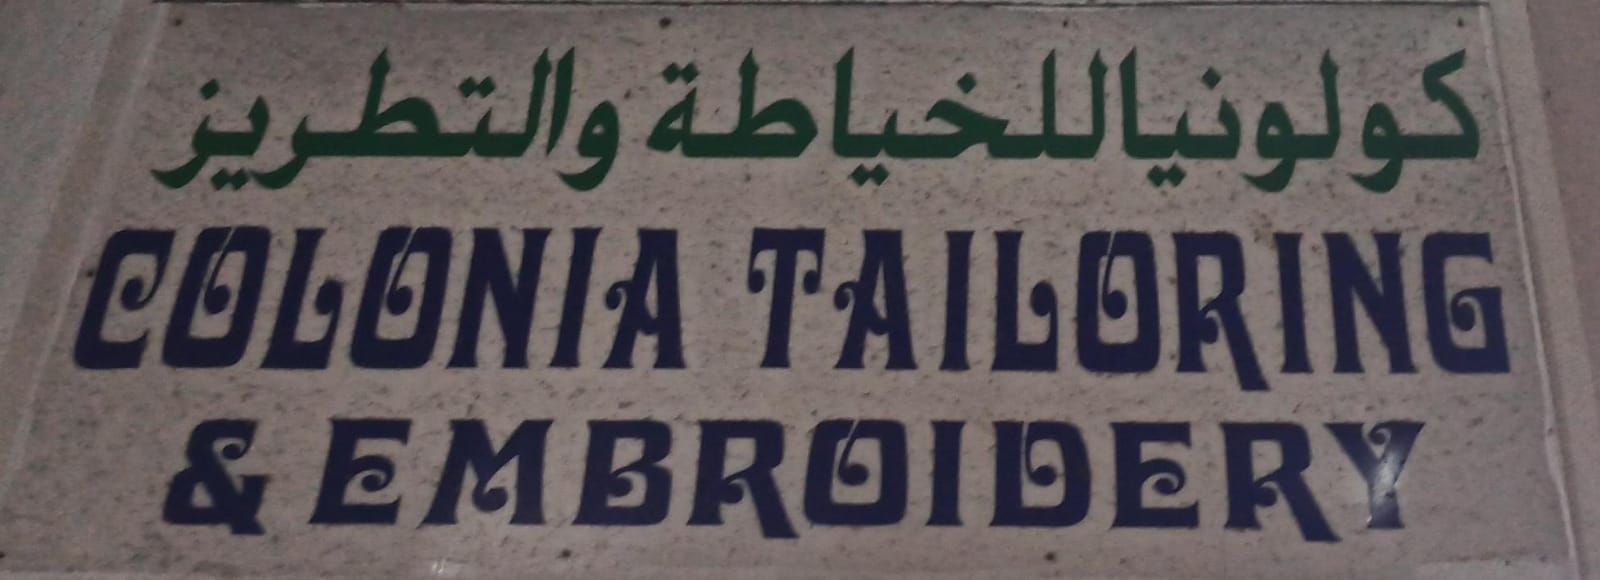 كولونيا للخياطة والتطريز
COLONIA TAILORING
& EMBROIDERY